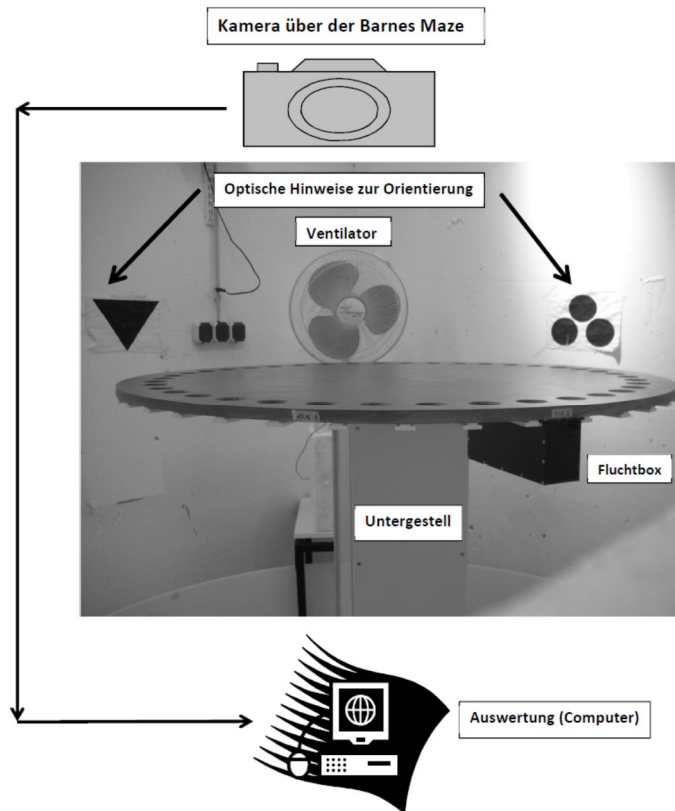 Kamera über der Barnes Maze
Optische Hinweise zur Orientierung
Ventilator
Fluchtbox
Untergestell
Auswertung (Computer)